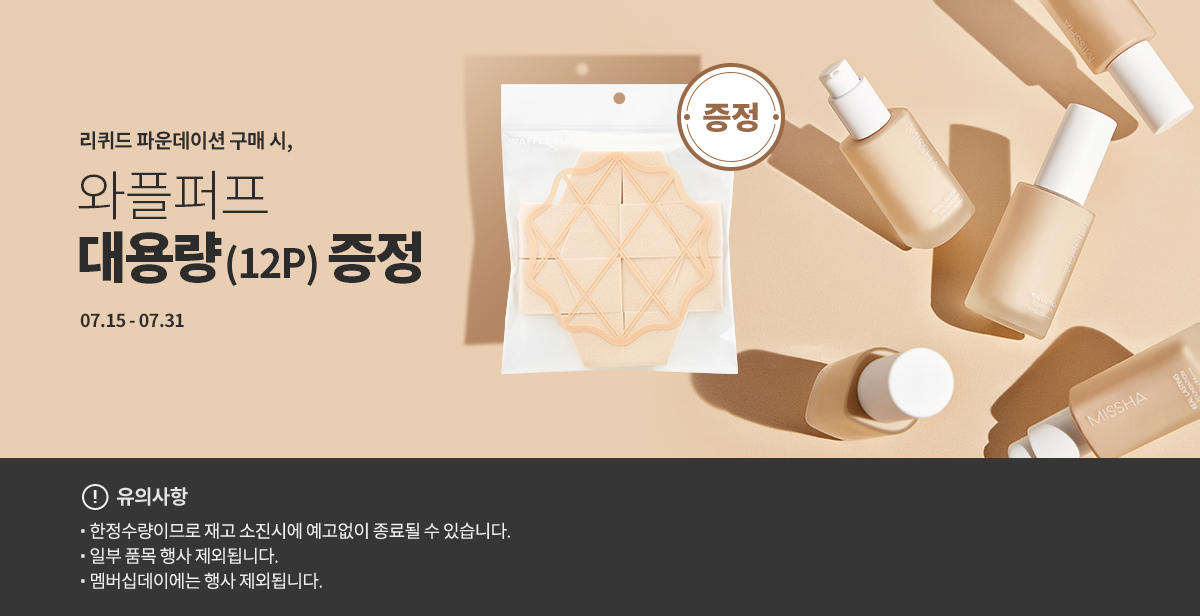 리퀴드 파운데이션 구매 시,
와플퍼프
대용량(12P) 증정
07.15 - 07.31
증정
MISSHA
MISSHA
유의사항
• 한정수량이므로 재고 소진시에 예고없이 종료될 수 있습니다.
• 일부 품목 행사 제외됩니다.
• 멤버십데이에는 행사 제외됩니다.